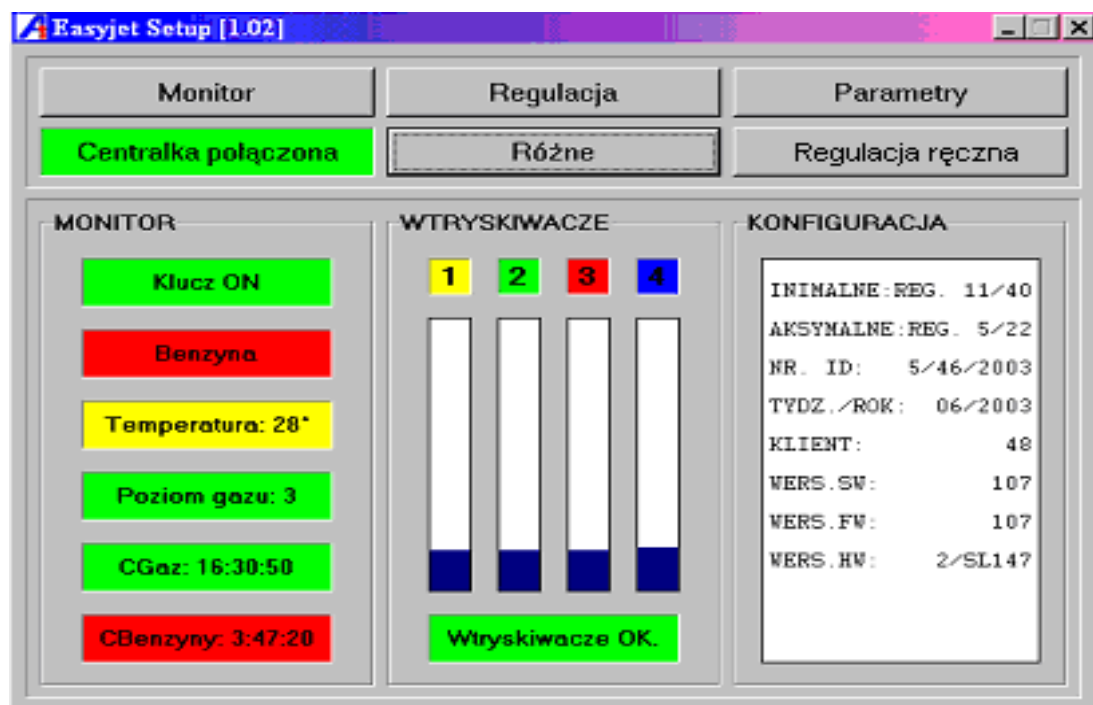 Easyjet Setup [1.02]
Monitor
Regulacja
Parametry
Centralka połączona
Różne
Regulacja ręczna
MONITOR
Klucz ON
Benzyna
Temperatura: 28°
Poziom gazu: 3
CGaz: 16:30:50
CBenzyny: 3:47:20
WTRYSKIWACZE
1 2 3 4
Wtryskiwacze OK.
KONFIGURACJA
INIMALNE:REG. 11/40
AKSYMALNE:REG. 5/22
NR. ID: 5/46/2003
TYDZ./ROK: 06/2003
KLIENT: 48
WERS.SW: 107
WERS.FW: 107
WERS.HW: 2/SL147